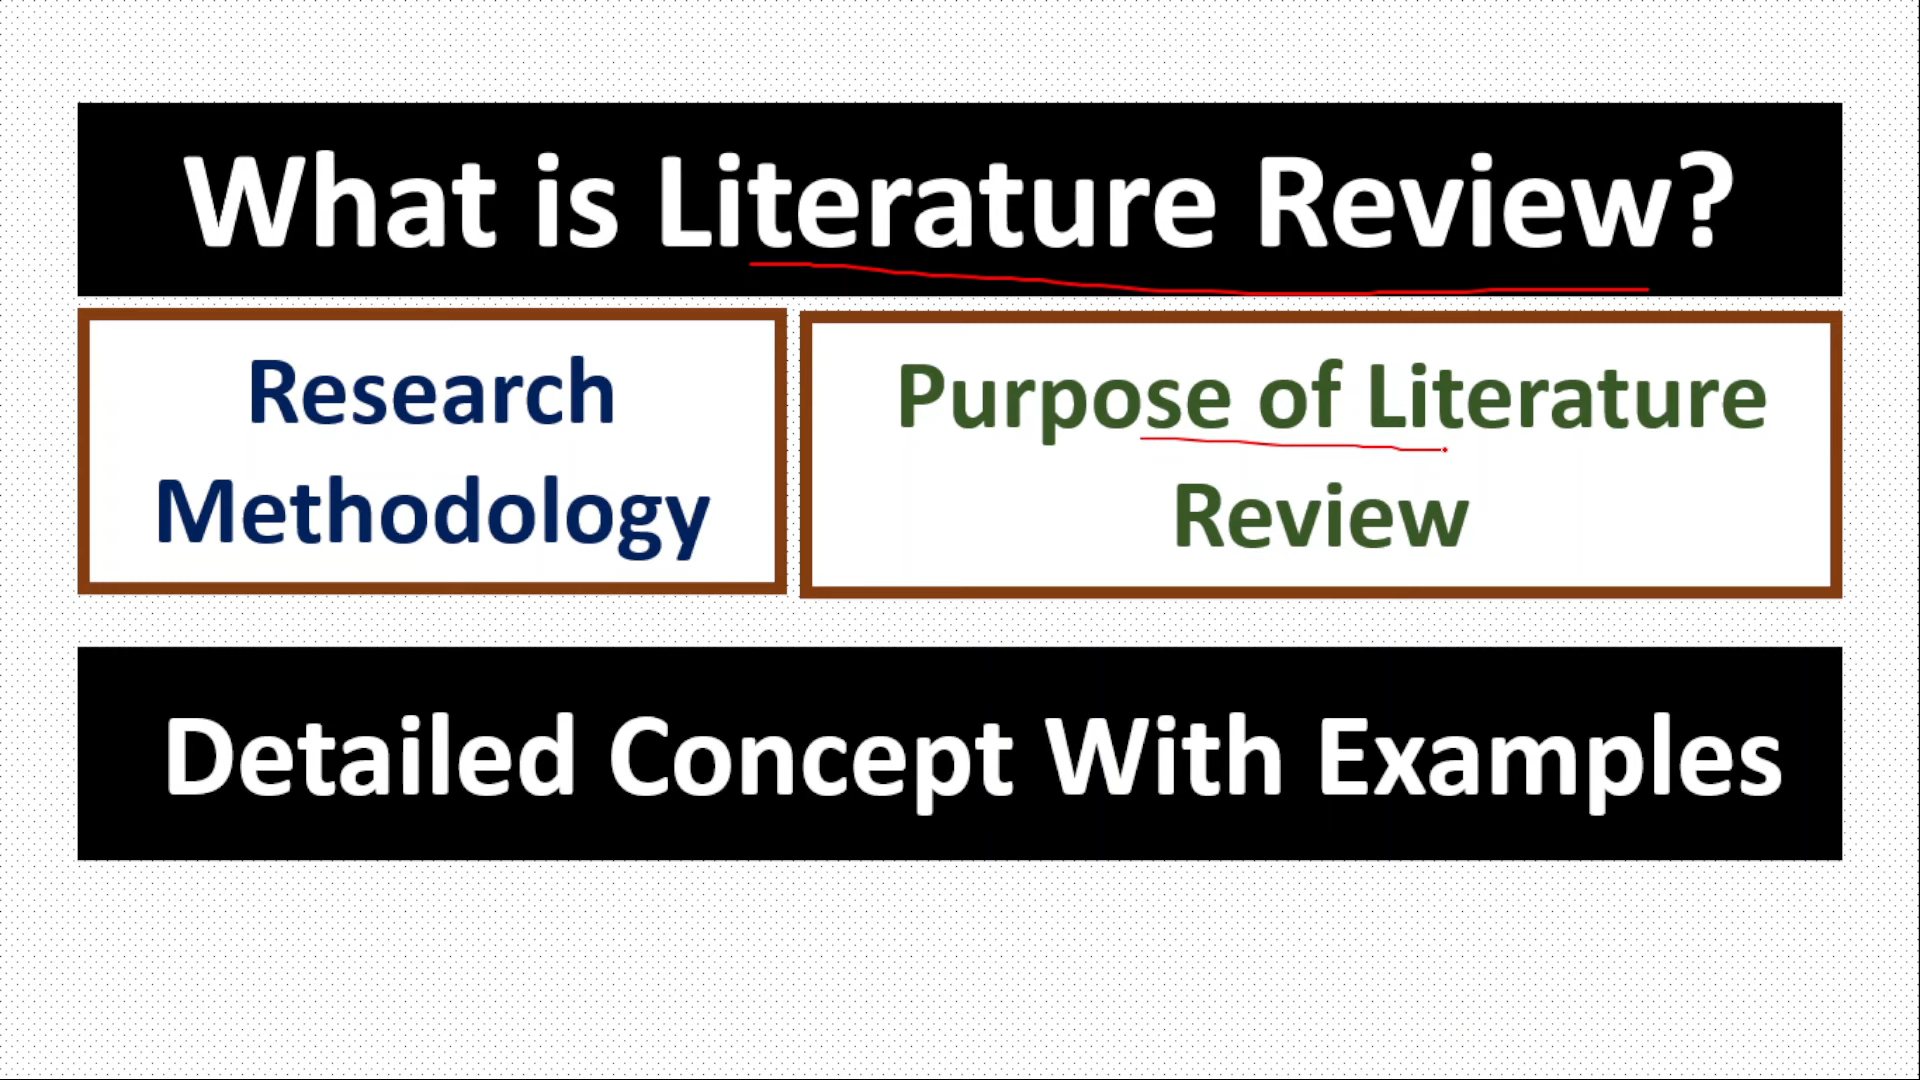 What is Literature Review?
Research
Methodology
Purpose of Literature
Review
Detailed Concept With Examples